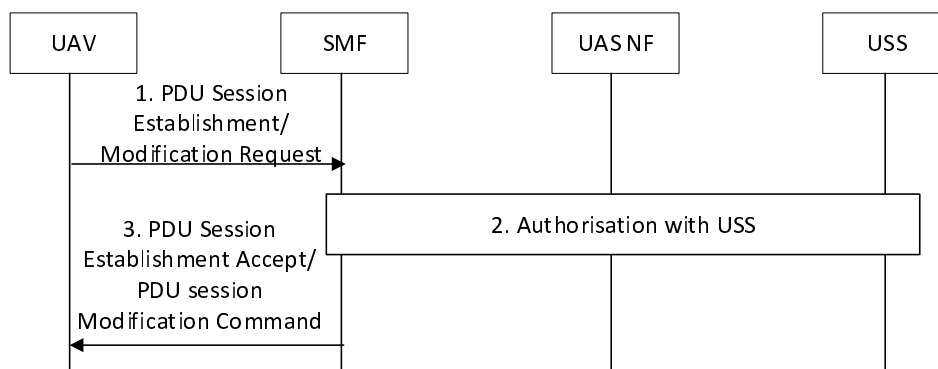 UAV
SMF
UAS NF
USS
1. PDU Session
Establishment/
Modification Request
2. Authorisation with USS
3. PDU Session
Establishment Accept/
PDU session
Modification Command